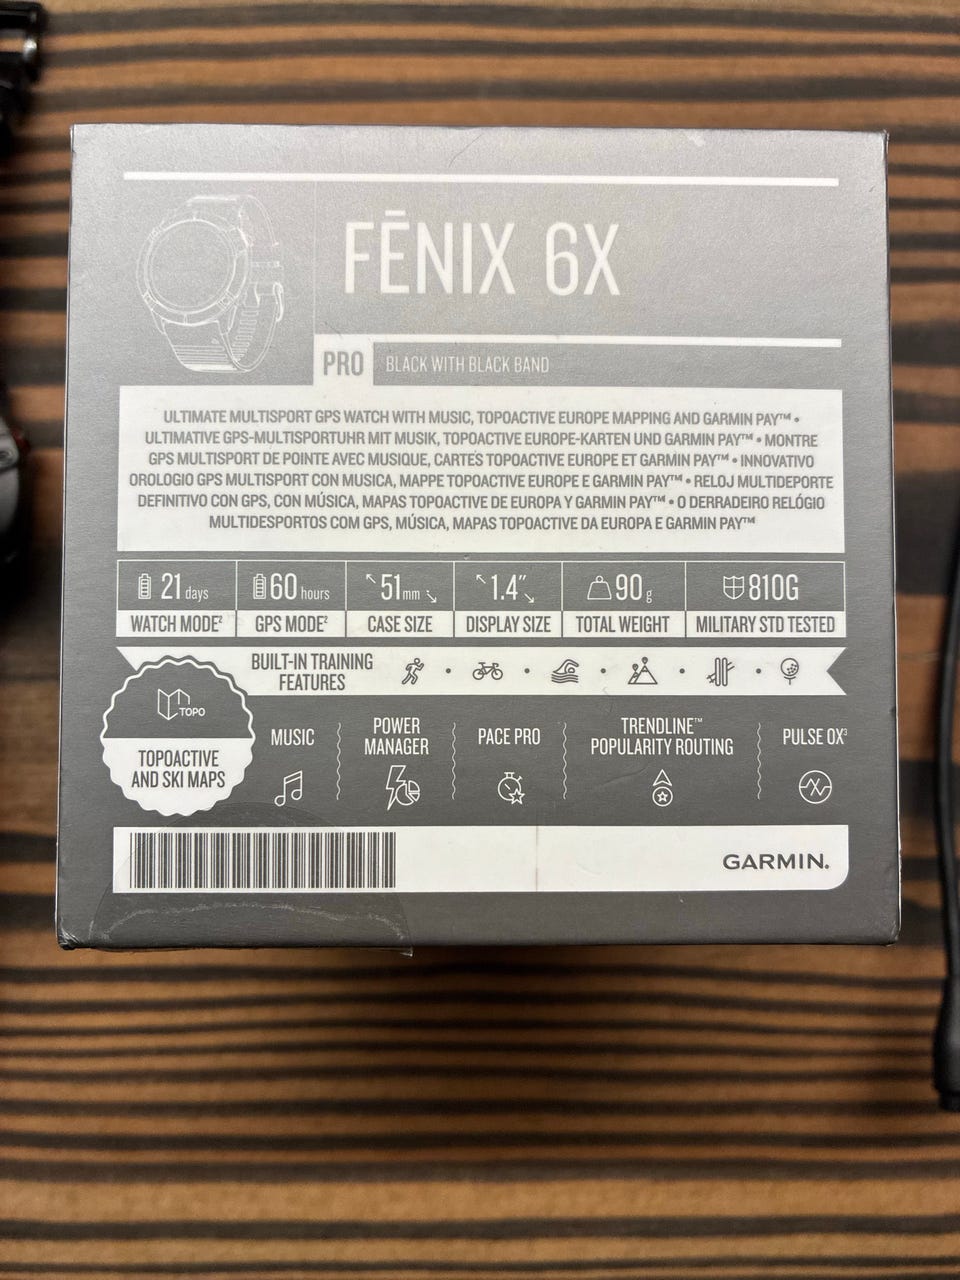 FĒNIX 6X
PRO BLACK WITH BLACK BAND
ULTIMATE MULTISPORT GPS WATCH WITH MUSIC, TOPOACTIVE EUROPE MAPPING AND GARMIN PAY™ •
ULTIMATIVE GPS-MULTISPORTUHR MIT MUSIK, TOPOACTIVE EUROPE-KARTEN UND GARMIN PAY™ • MONTRE
GPS MULTISPORT DE POINTE AVEC MUSIQUE, CARTES TOPOACTIVE EUROPE ET GARMIN PAY™ • INNOVATIVO
OROLOGIO GPS MULTISPORT CON MUSICA, MAPPE TOPOACTIVE EUROPE E GARMIN PAY™ • RELOJ MULTIDEPORTE
DEFINITIVO CON GPS, CON MÚSICA, MAPAS TOPOACTIVE DE EUROPA Y GARMIN PAY™ • O DERRADEIRO RELÓGIO
MULTIDESPORTOS COM GPS, MÚSICA, MAPAS TOPOACTIVE DA EUROPA E GARMIN PAY™
21 days
WATCH MODE²
60 hours
GPS MODE²
51mm
CASE SIZE
1.4″
DISPLAY SIZE
90g
TOTAL WEIGHT
810G
MILITARY STD TESTED
BUILT-IN TRAINING
FEATURES
TOPO
TOPOACTIVE
AND SKI MAPS
MUSIC
POWER
MANAGER
PACE PRO
TRENDLINE™
POPULARITY ROUTING
PULSE OX³
GARMIN.